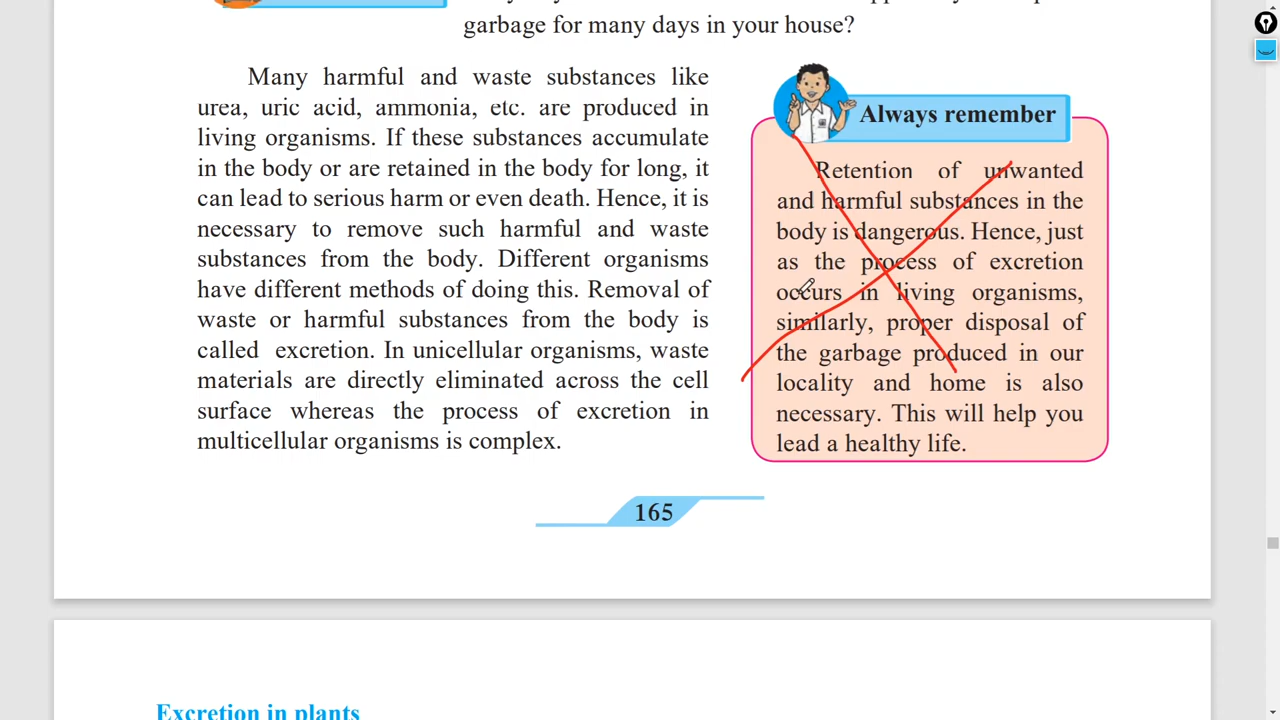 garbage for many days in your house?
Many harmful and waste substances like
urea, uric acid, ammonia, etc. are produced in
living organisms. If these substances accumulate
in the body or are retained in the body for long, it
can lead to serious harm or even death. Hence, it is
necessary to remove such harmful and waste
substances from the body. Different organisms
have different methods of doing this. Removal of
waste or harmful substances from the body is
called excretion. In unicellular organisms, waste
materials are directly eliminated across the cell
surface whereas the process of excretion in
multicellular organisms is complex.
Always remember
Retention of unwanted
and harmful substances in the
body is dangerous. Hence, just
as the process of excretion
occurs in living organisms,
similarly, proper disposal of
the garbage produced in our
locality and home is also
necessary. This will help you
lead a healthy life.
165
Excretion in plants